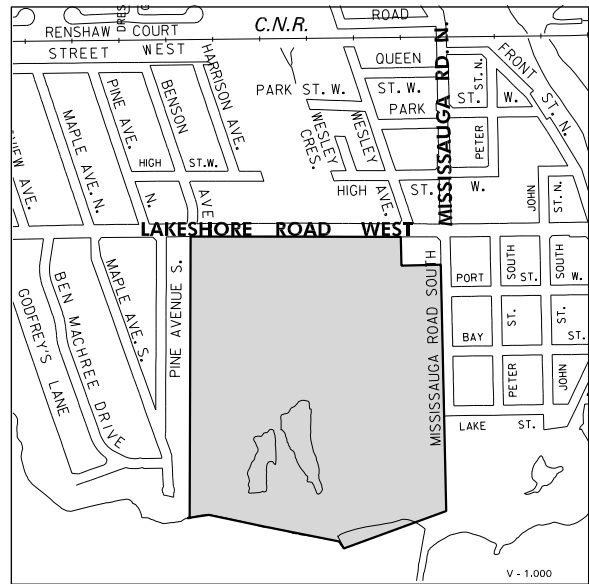 ROAD
C.N.R.
RENSHAW COURT
STREET WEST
QUEEN
FRONT ST. N.
MISSISSAUGA RD. N.
HARRISON AVE.
PARK ST. W.
ST. W.
PARK
ST. W.
ST. N.
PETER
PINE AVE. N.
BENSON AVE
MAPLE AVE. N.
VIEW AVE.
HIGH ST.W.
WESLEY CRES.
WESLEY AVE.
HIGH ST. W.
JOHN ST. N.
LAKESHORE ROAD WEST
MISSISSAUGA ROAD SOUTH
PORT ST. W.
SOUTH
SOUTH
BAY ST. ST.
PETER
JOHN
LAKE ST.
PINE AVENUE S.
MAPLE AVE. S.
BEN MACHREE DRIVE
GODFREY'S LANE
V - 1.000